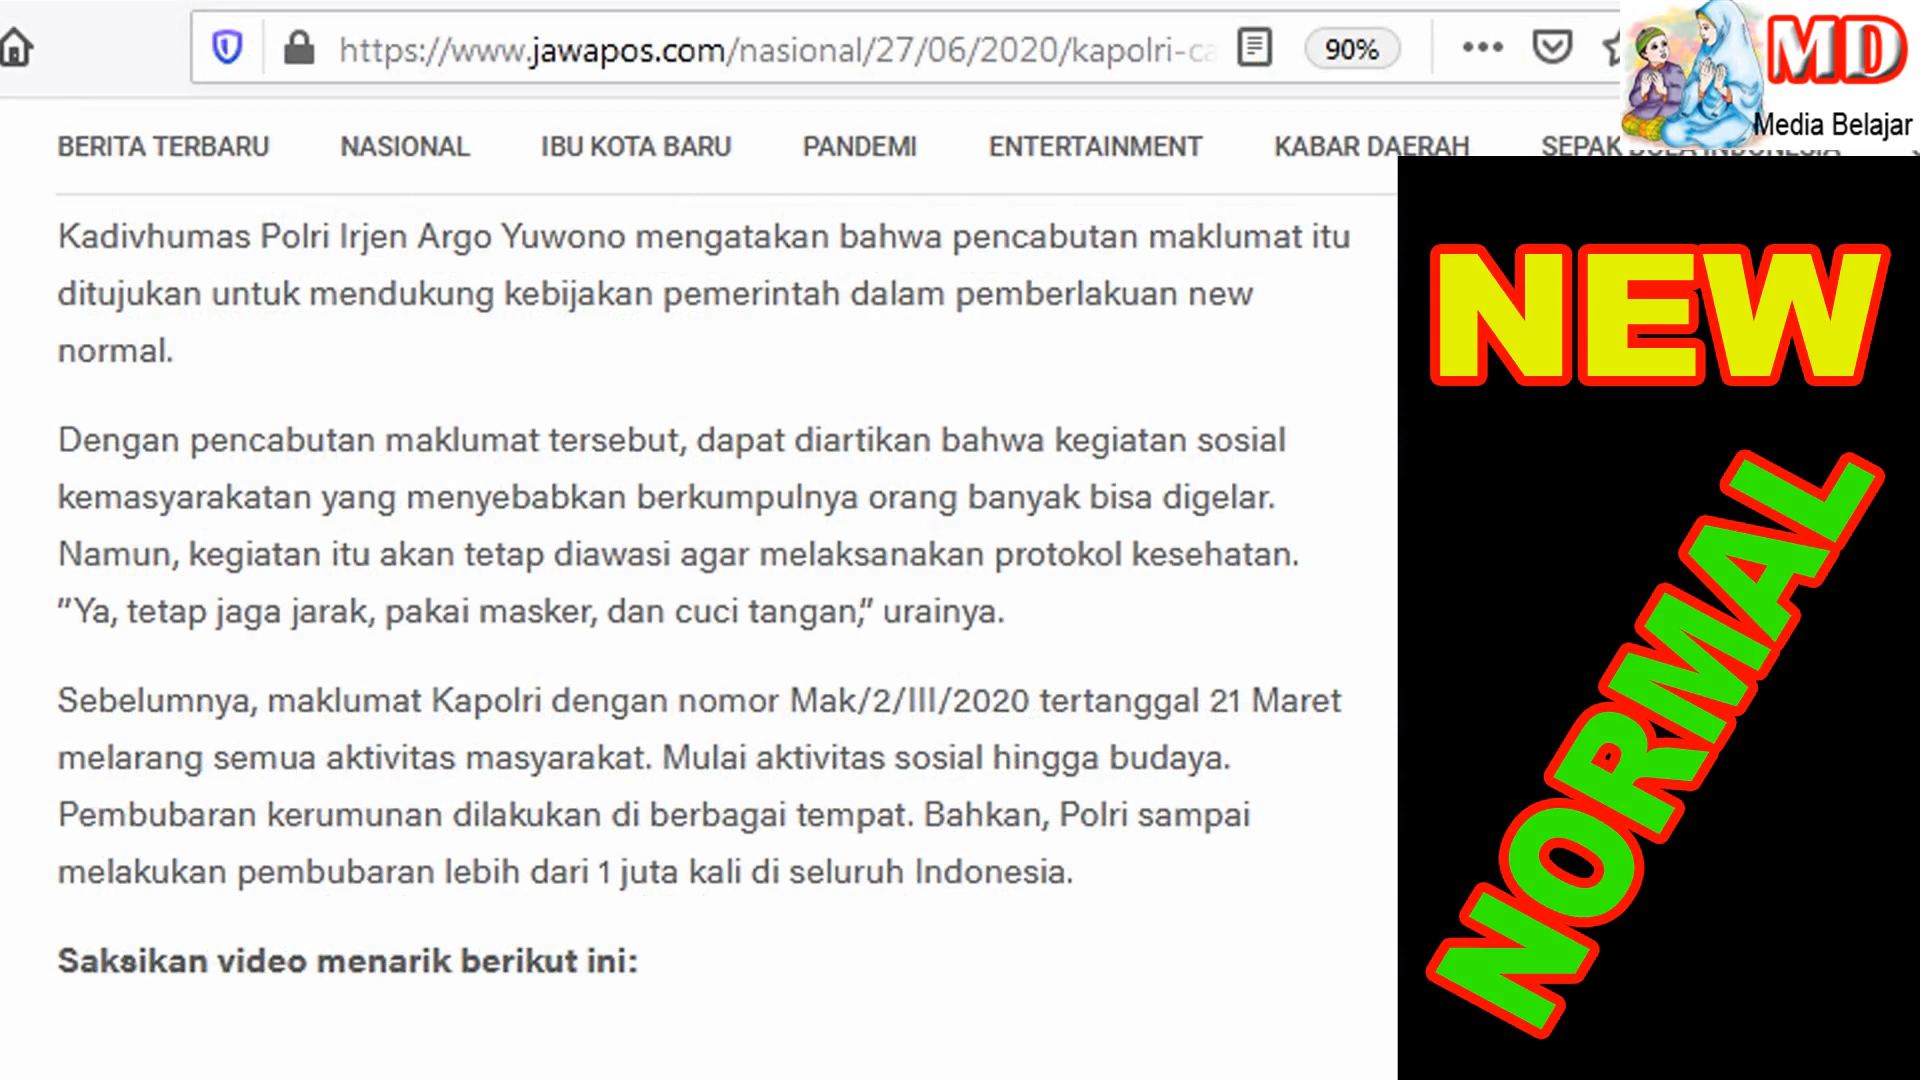 https://www.jawapos.com/nasional/27/06/2020/kapolri-ca
90%
MD
Media Belajar
BERITA TERBARU NASIONAL IBU KOTA BARU PANDEMI ENTERTAINMENT KABAR DAERAH SEPAK BOLA INDONESIA
Kadivhumas Polri Irjen Argo Yuwono mengatakan bahwa pencabutan maklumat itu
ditujukan untuk mendukung kebijakan pemerintah dalam pemberlakuan new
normal.
Dengan pencabutan maklumat tersebut, dapat diartikan bahwa kegiatan sosial
kemasyarakatan yang menyebabkan berkumpulnya orang banyak bisa digelar.
Namun, kegiatan itu akan tetap diawasi agar melaksanakan protokol kesehatan.
"Ya, tetap jaga jarak, pakai masker, dan cuci tangan," urainya.
Sebelumnya, maklumat Kapolri dengan nomor Mak/2/III/2020 tertanggal 21 Maret
melarang semua aktivitas masyarakat. Mulai aktivitas sosial hingga budaya.
Pembubaran kerumunan dilakukan di berbagai tempat. Bahkan, Polri sampai
melakukan pembubaran lebih dari 1 juta kali di seluruh Indonesia.
Saksikan video menarik berikut ini:
NEW
NORMAL